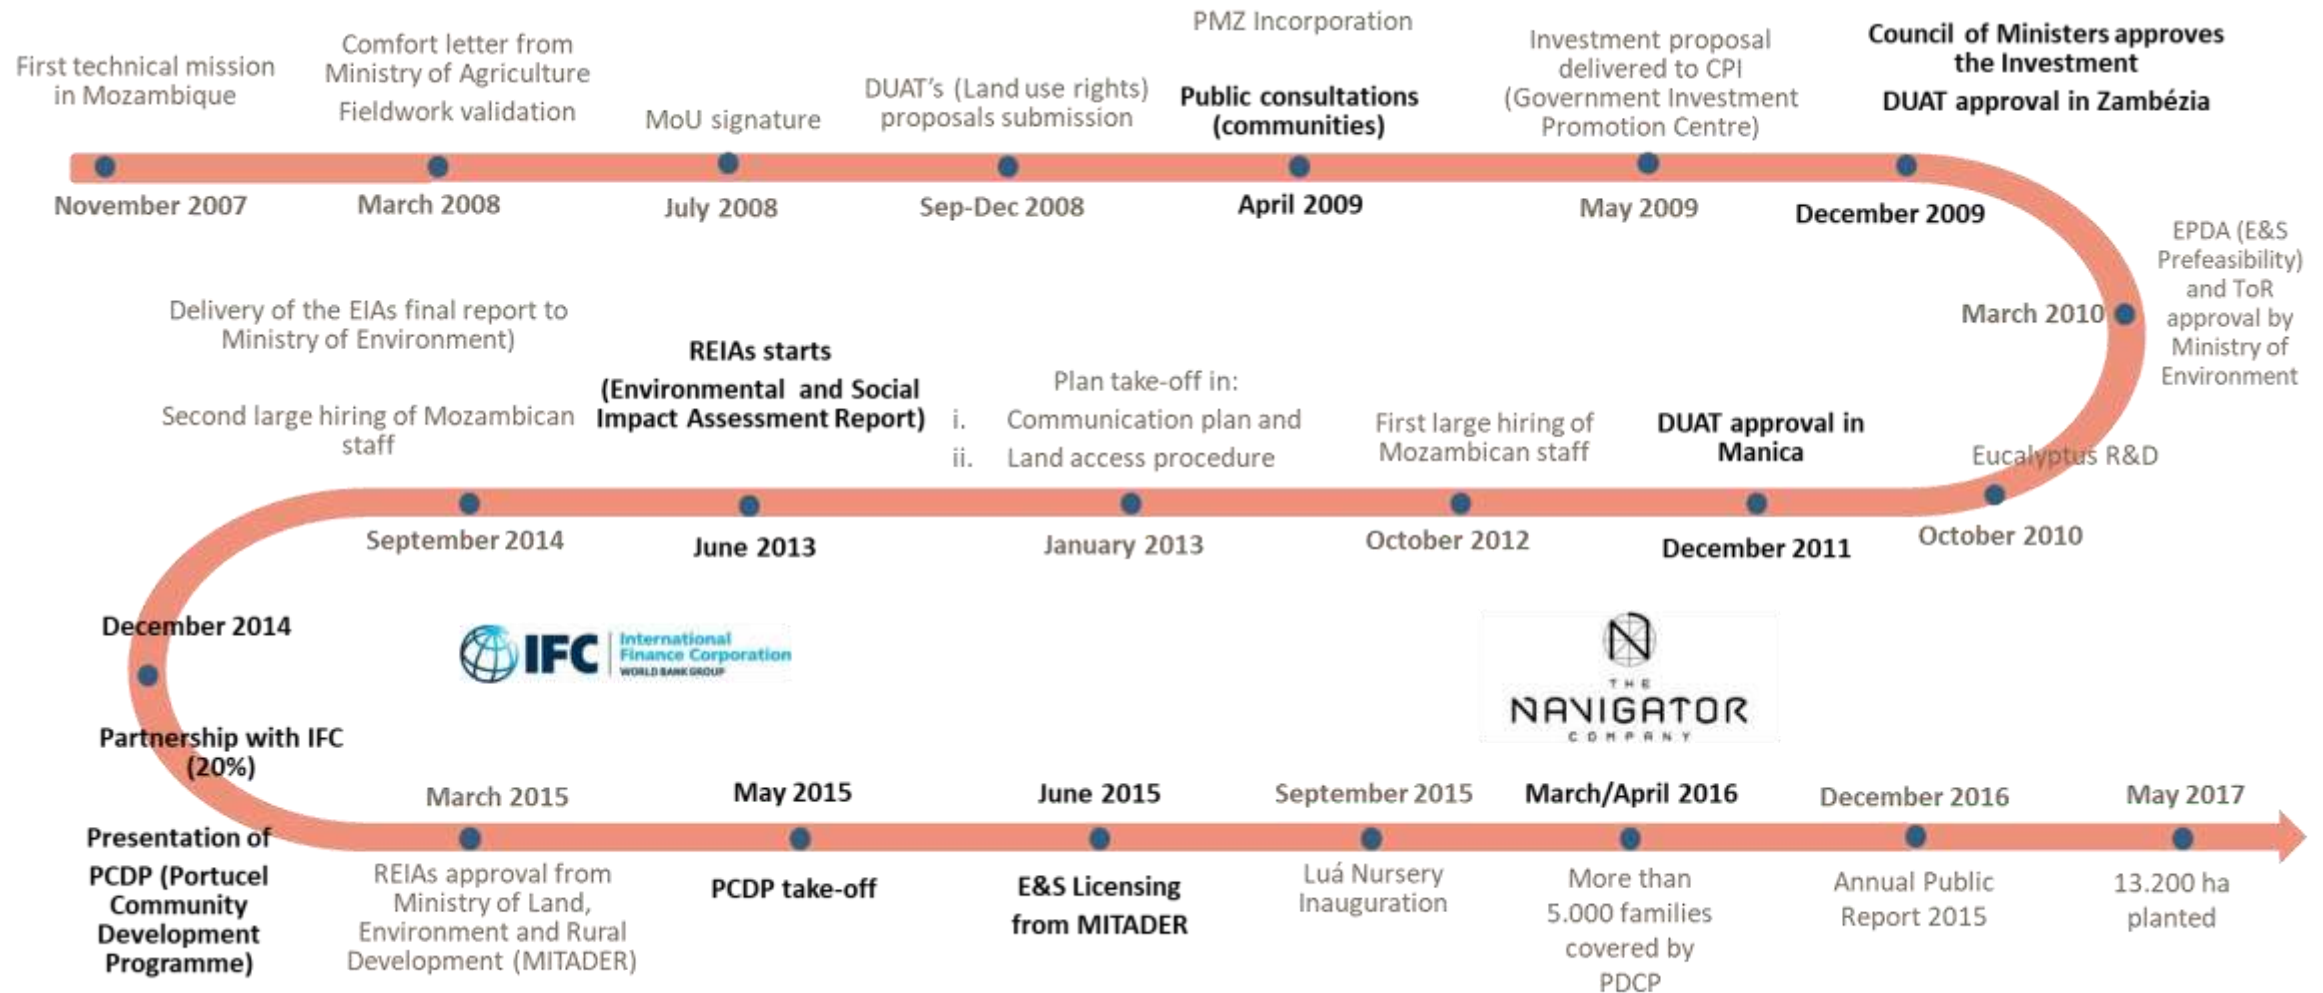 First technical mission
in Mozambique
November 2007
Comfort letter from
Ministry of Agriculture
Fieldwork validation
March 2008
MoU signature
July 2008
DUAT’s (Land use rights)
proposals submission
Sep-Dec 2008
PMZ Incorporation
Public consultations
(communities)
April 2009
Investment proposal
delivered to CPI
(Government Investment
Promotion Centre)
May 2009
Council of Ministers approves
the Investment
DUAT approval in Zambézia
December 2009
EPDA (E&S
Prefeasibility)
and ToR
approval by
Ministry of
Environment
March 2010
Eucalyptus R&D
October 2010
DUAT approval in
Manica
December 2011
First large hiring of
Mozambican staff
October 2012
Plan take-off in:
i. Communication plan and
ii. Land access procedure
January 2013
REIAs starts
(Environmental and Social
Impact Assessment Report)
June 2013
Delivery of the EIAs final report to
Ministry of Environment)
Second large hiring of Mozambican
staff
September 2014
December 2014
Partnership with IFC
(20%)
Presentation of
PCDP (Portucel
Community
Development
Programme)
IFC
International
Finance Corporation
WORLD BANK GROUP
THE
NAVIGATOR
COMPANY
March 2015
REIAs approval from
Ministry of Land,
Environment and Rural
Development (MITADER)
May 2015
PCDP take-off
June 2015
E&S Licensing
from MITADER
September 2015
Luá Nursery
Inauguration
March/April 2016
More than
5.000 families
covered by
PDCP
December 2016
Annual Public
Report 2015
May 2017
13.200 ha
planted